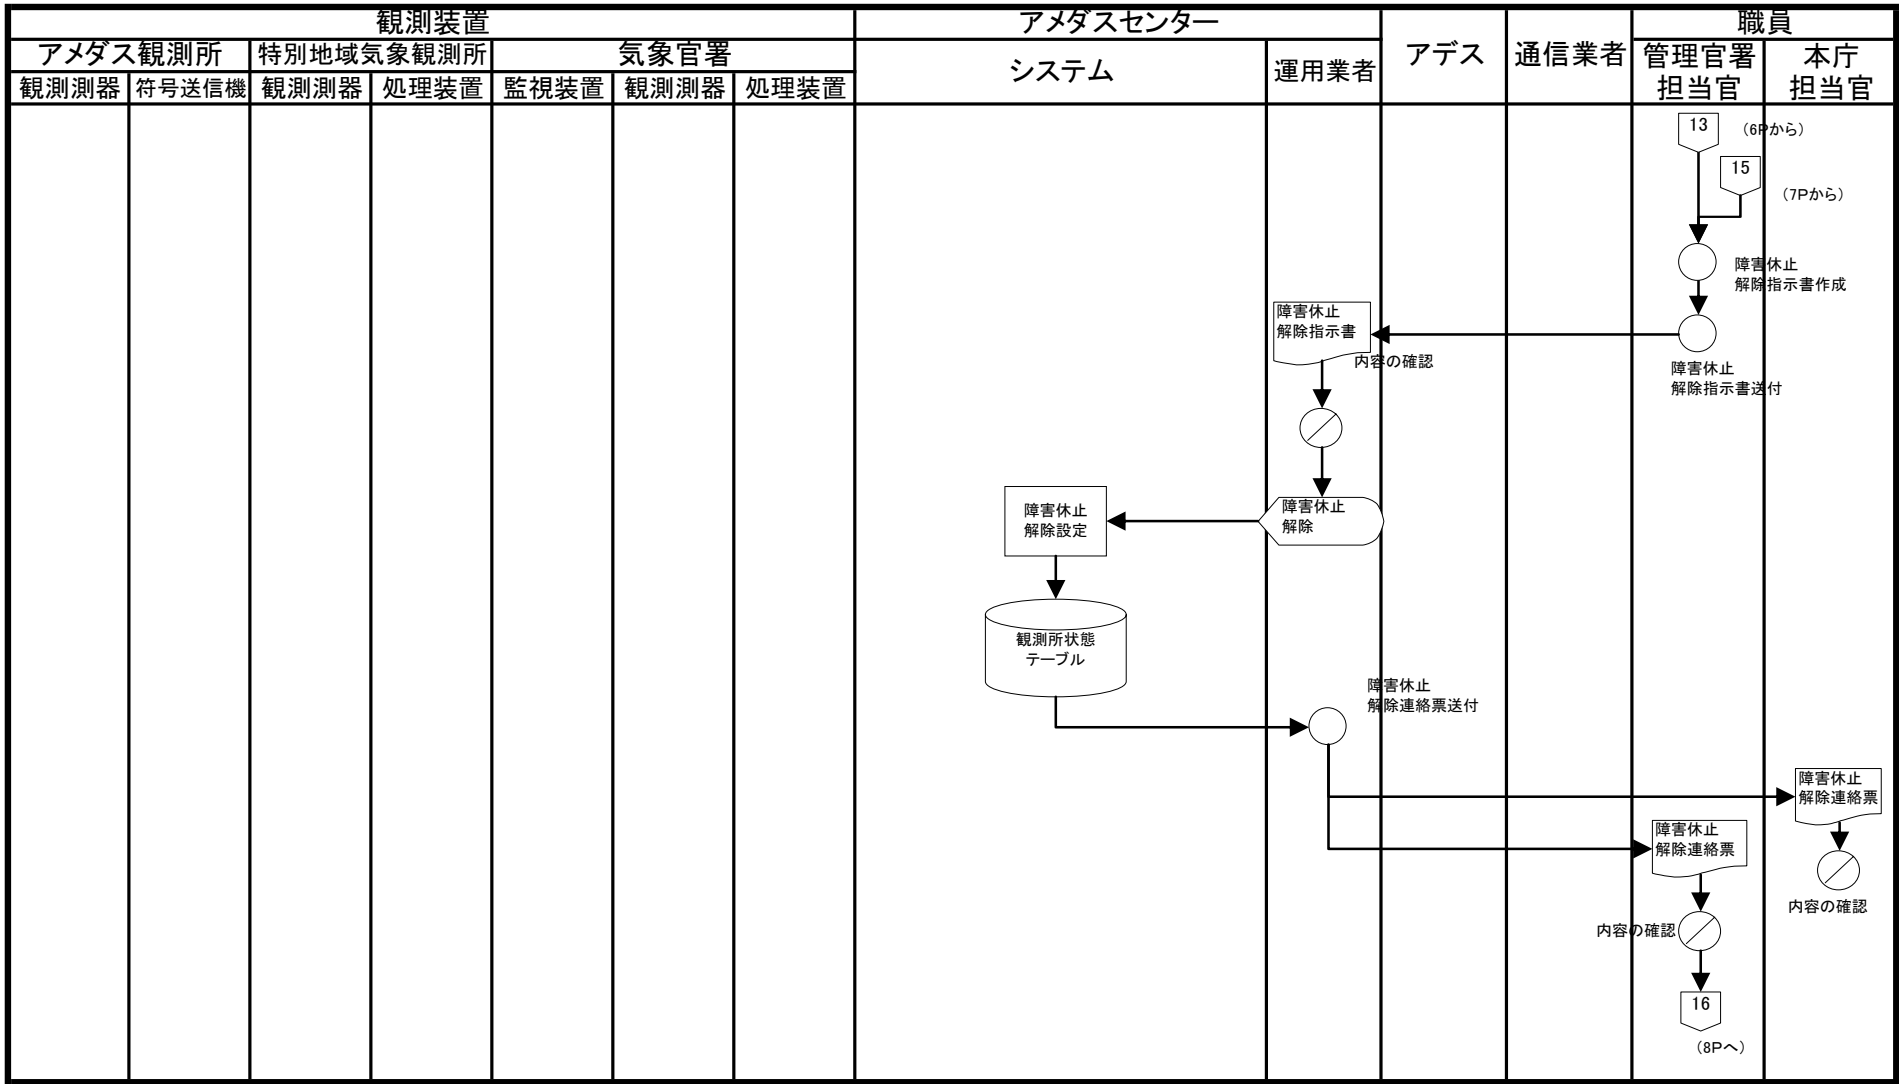 観測装置
アメダスセンター
アデス
通信業者
職員
アメダス観測所
特別地域気象観測所
気象官署
システム
運用業者
管理官署
担当官
本庁
担当官
観測測器
符号送信機
観測測器
処理装置
監視装置
観測測器
処理装置
13
(6Pから)
15
(7Pから)
障害休止
解除指示書作成
障害休止
解除指示書
内容の確認
障害休止
解除指示書送付
障害休止
解除
障害休止
解除設定
観測所状態
テーブル
障害休止
解除連絡票送付
障害休止
解除連絡票
障害休止
解除連絡票
内容の確認
内容の確認
16
(8Pへ)